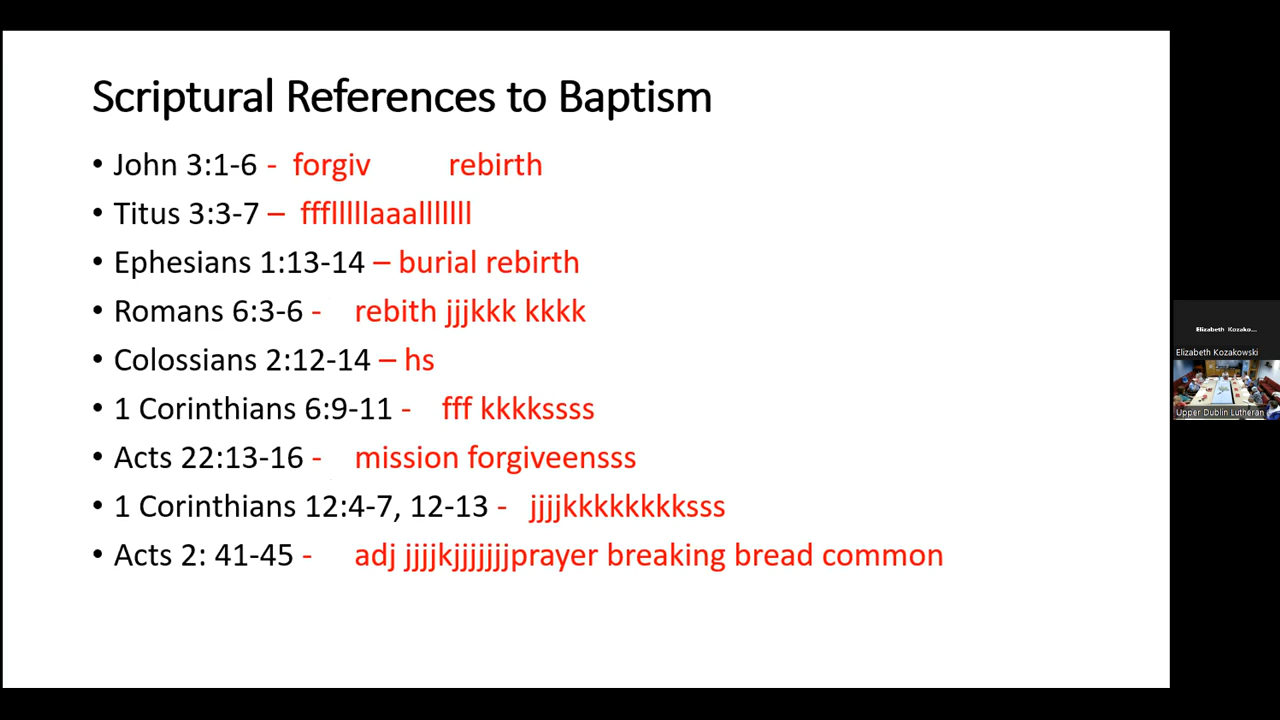 Scriptural References to Baptism
• John 3:1-6 - forgiv rebirth
• Titus 3:3-7 – ffflllllaaalllllll
• Ephesians 1:13-14 – burial rebirth
• Romans 6:3-6 - rebith jjjkkk kkkk
• Colossians 2:12-14 – hs
• 1 Corinthians 6:9-11 - fff kkkkssss
• Acts 22:13-16 - mission forgiveensss
• 1 Corinthians 12:4-7, 12-13 - jjjjkkkkkkkksss
• Acts 2: 41-45 - adj jjjjkjjjjjjjprayer breaking bread common
Elizabeth Kozako...
Elizabeth Kozakowski
Upper Dublin Lutheran